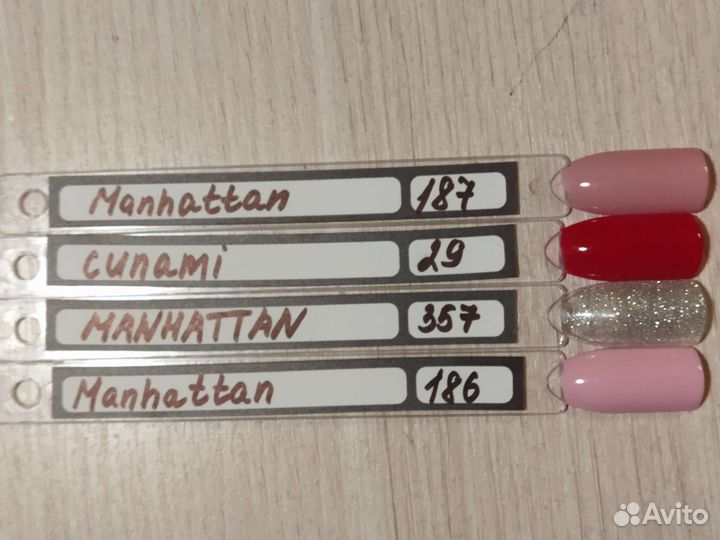 Manhattan 187
cunami 29
MANHATTAN 357
Manhattan 186
Avito